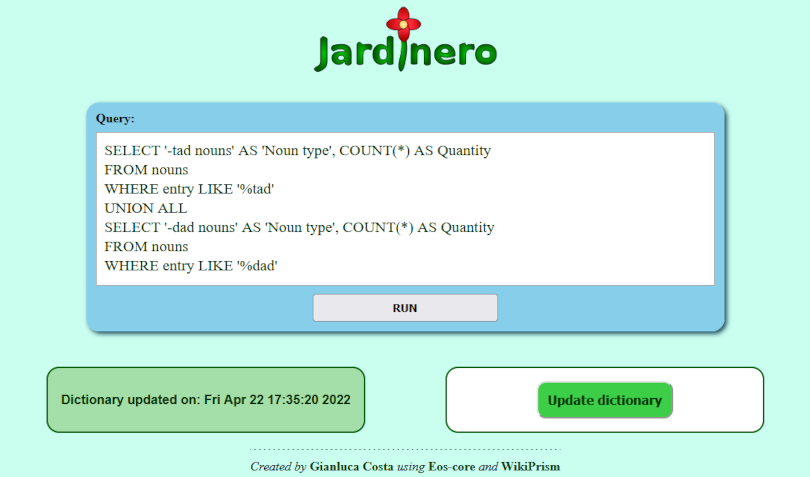 Jardinero
Query:
SELECT '-tad nouns' AS 'Noun type', COUNT(*) AS Quantity
FROM nouns
WHERE entry LIKE '%tad'
UNION ALL
SELECT '-dad nouns' AS 'Noun type', COUNT(*) AS Quantity
FROM nouns
WHERE entry LIKE '%dad'
RUN
Dictionary updated on: Fri Apr 22 17:35:20 2022
Update dictionary
Created by Gianluca Costa using Eos-core and WikiPrism